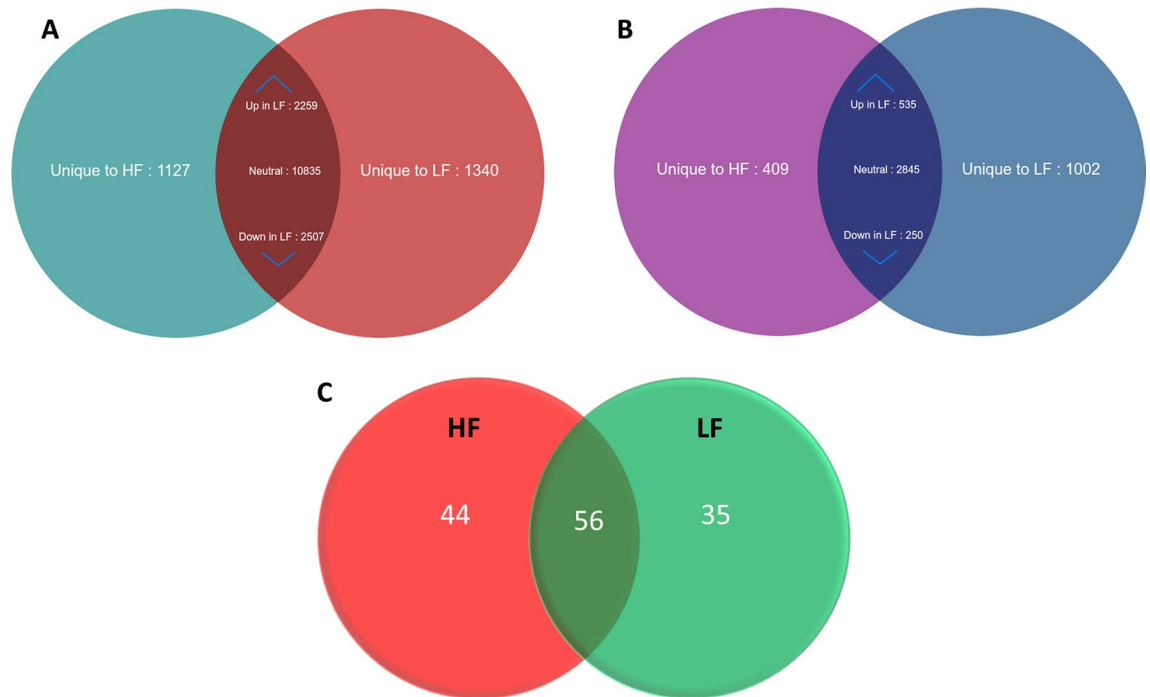 A
Up in LF : 2259
Unique to HF : 1127
Neutral : 10835
Unique to LF : 1340
Down in LF : 2507
B
Up in LF : 535
Unique to HF : 409
Neutral : 2845
Unique to LF : 1002
Down in LF : 250
C
HF
LF
44
56
35